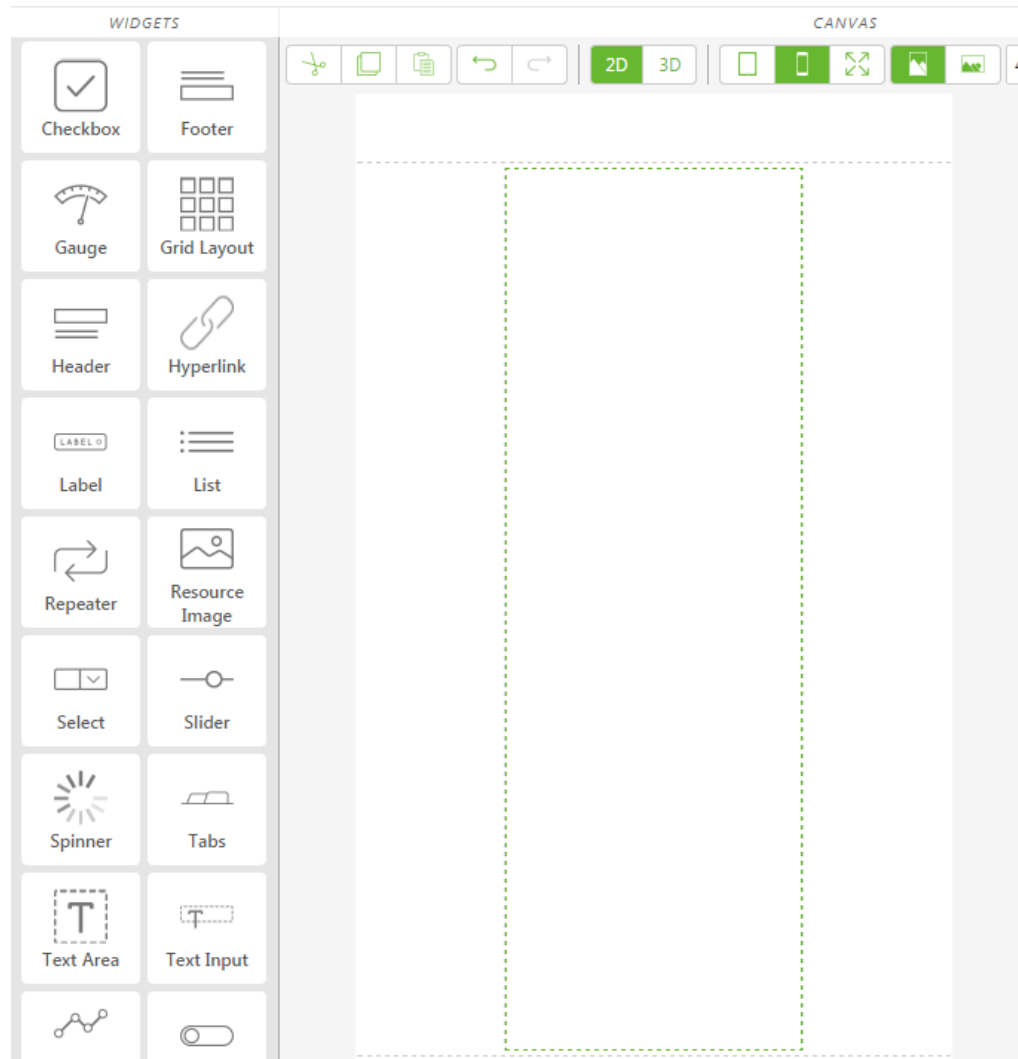 WIDGETS
CANVAS
2D
3D
Checkbox
Footer
Gauge
Grid Layout
Header
Hyperlink
LABEL
Label
List
Repeater
Resource
Image
Select
Slider
Spinner
Tabs
T
Text Area
T
Text Input